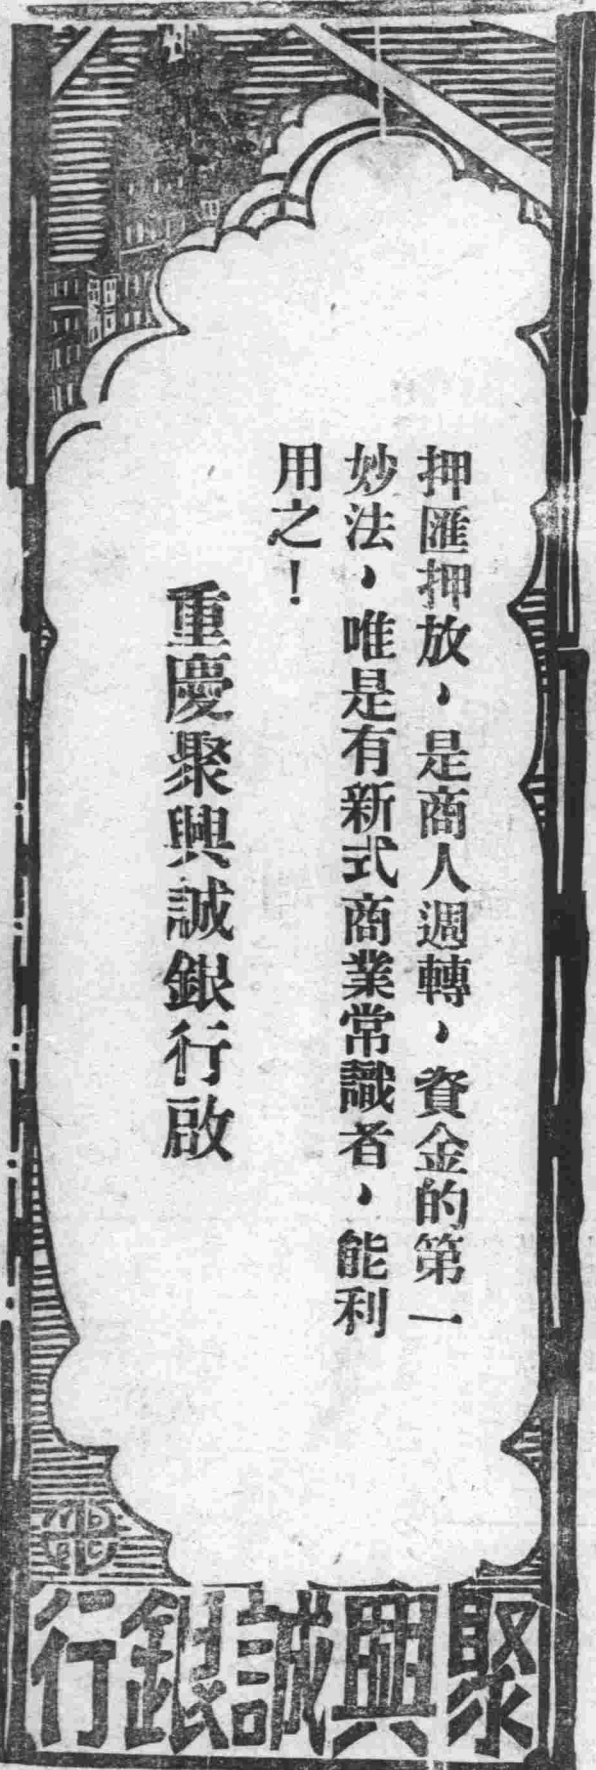 押匯押放，是商人週轉，資金的第一
妙法，唯是有新式商業常識者，能利
用之！
重慶聚興誠銀行啟
聚興誠銀行